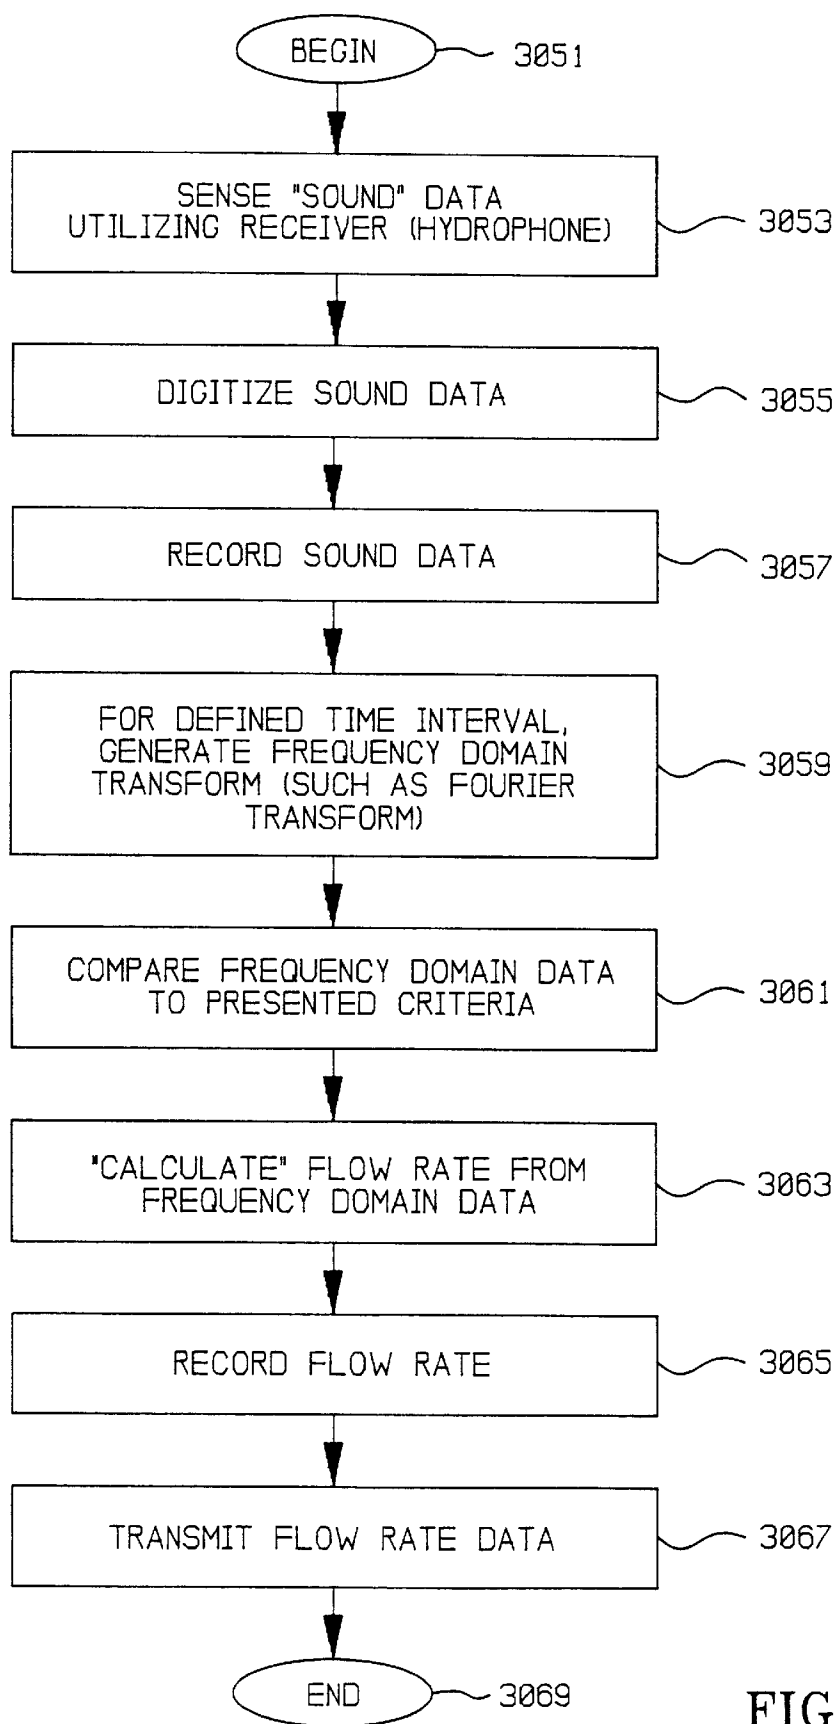 BEGIN
3051
SENSE "SOUND" DATA
UTILIZING RECEIVER (HYDROPHONE)
3053
DIGITIZE SOUND DATA
3055
RECORD SOUND DATA
3057
FOR DEFINED TIME INTERVAL,
GENERATE FREQUENCY DOMAIN
TRANSFORM (SUCH AS FOURIER
TRANSFORM)
3059
COMPARE FREQUENCY DOMAIN DATA
TO PRESENTED CRITERIA
3061
"CALCULATE" FLOW RATE FROM
FREQUENCY DOMAIN DATA
3063
RECORD FLOW RATE
3065
TRANSMIT FLOW RATE DATA
3067
END
3069
FIG